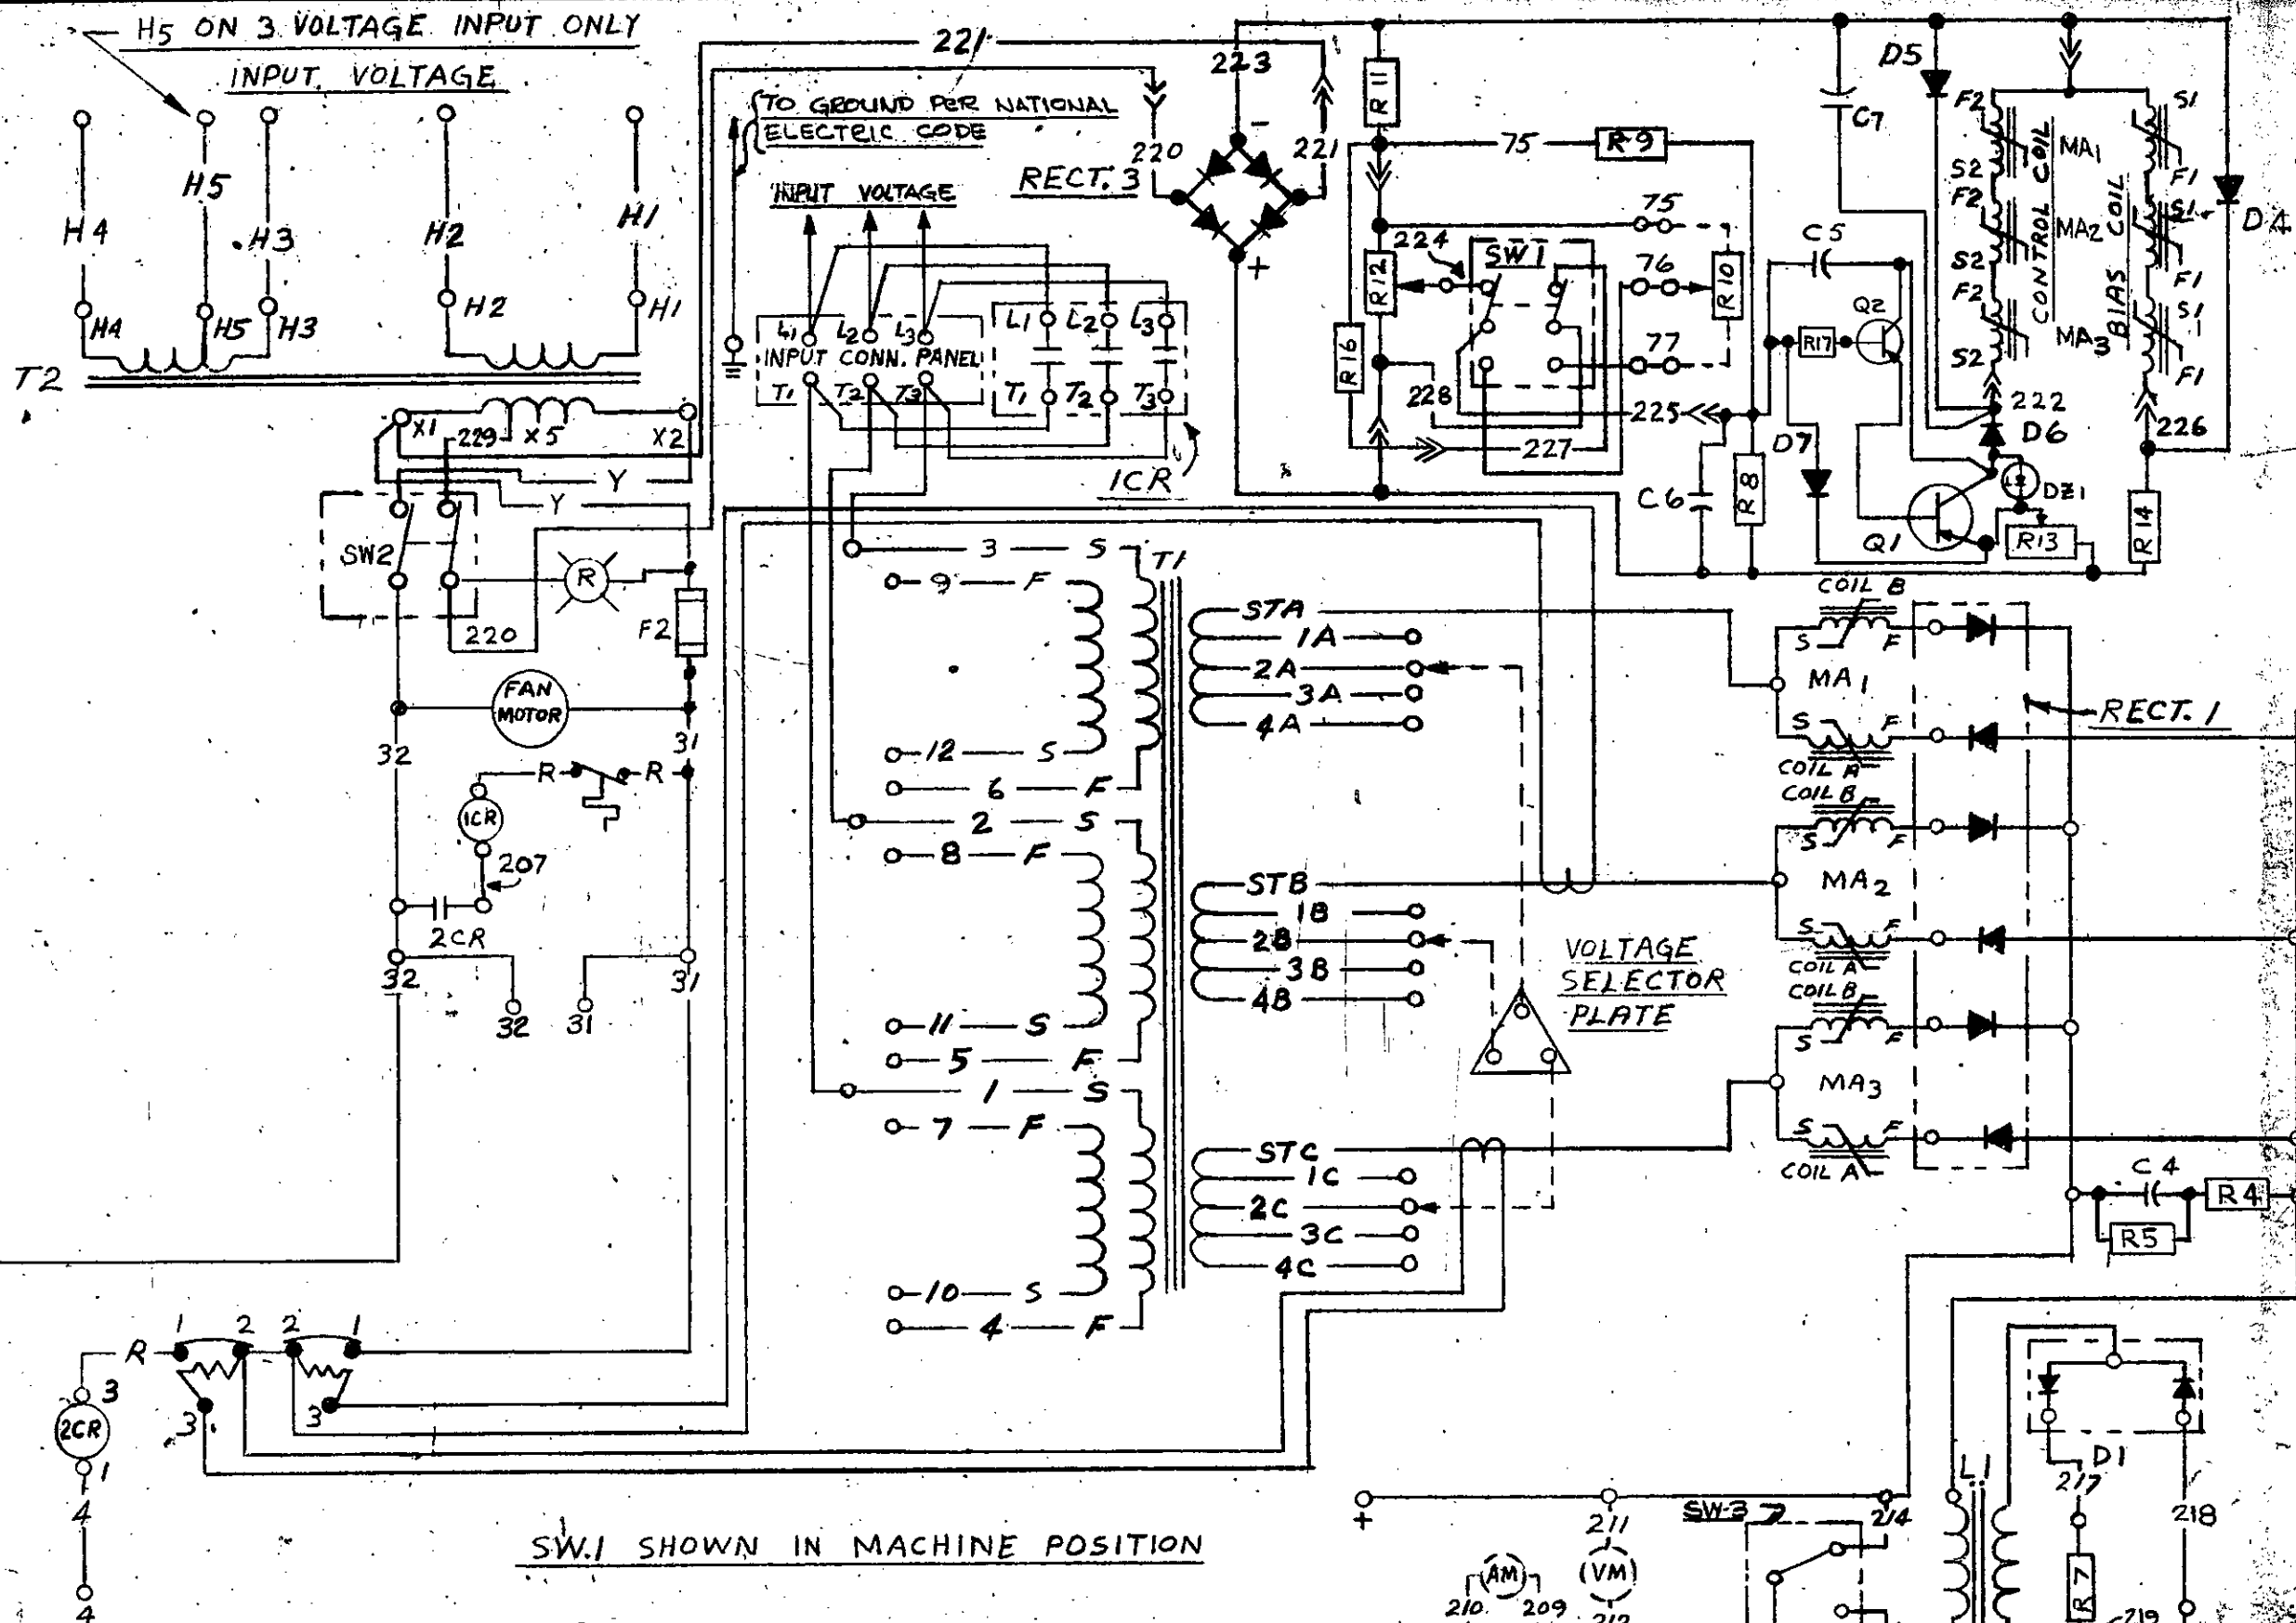 H5 ON 3 VOLTAGE INPUT ONLY
INPUT VOLTAGE
H4
H5
H3
H2
H1
H4
H5
H3
H2
H1
T2
X1
229
X5
X2
Y
Y
SW2
R
220
F2
FAN
MOTOR
32
31
R
R
1CR
207
2CR
32
31
32
31
221
TO GROUND PER NATIONAL
ELECTRIC CODE
INPUT VOLTAGE
RECT. 3
220
223
221
−
+
L1
L2
L3
INPUT CONN. PANEL
T1
T2
T3
L1
L2
L3
T1
T2
T3
1CR
R11
75
R9
R12
224
SW1
75
76
R10
77
R16
228
225
227
C6
R8
D7
C5
Q2
R17
Q1
D5
C7
F2
S2
F2
S2
F2
S2
CONTROL COIL
MA1
MA2
MA3
BIAS COIL
S1
F1
S1
F1
S1
F1
D4
222
D6
226
DZ1
R13
R14
T1
3 S
9 F
12 S
6 F
2 S
8 F
11 S
5 F
1 S
7 F
10 S
4 F
STA
1A
2A
3A
4A
STB
1B
2B
3B
4B
STC
1C
2C
3C
4C
VOLTAGE
SELECTOR
PLATE
COIL B
S F
MA1
S F
COIL A
COIL B
S F
MA2
S F
COIL A
COIL B
S F
MA3
S F
COIL A
RECT. 1
C4
R4
R5
R
1
2
2
1
3
3
3
2CR
1
4
4
SW.1 SHOWN IN MACHINE POSITION
+
211
SW-3
214
AM
210
209
VM
212
L1
D1
217
218
R7
219